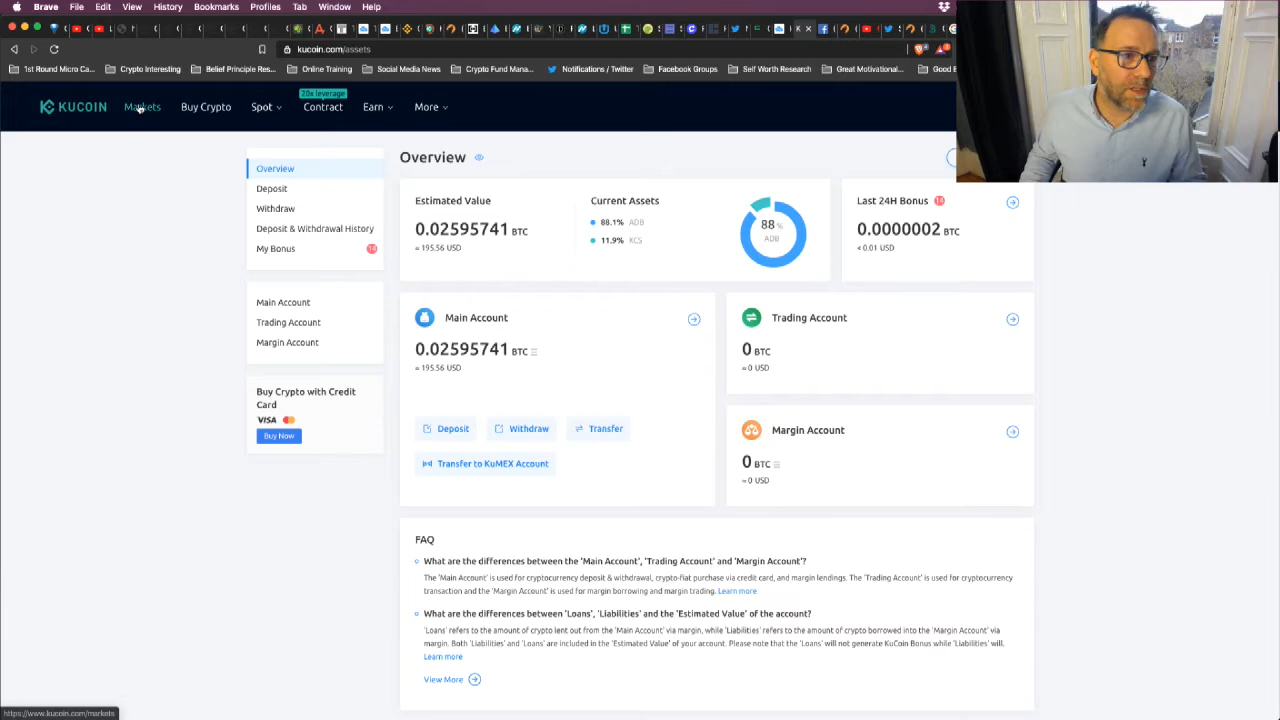 Brave File Edit View History Bookmarks Profiles Tab Window Help
kucoin.com/assets
1st Round Micro Ca... Crypto Interesting Belief Principle Res... Online Training Social Media News Crypto Fund Mana... Notifications / Twitter Facebook Groups Self Worth Research Great Motivational...
20x leverage
KUCOIN Markets Buy Crypto Spot Contract Earn More
Overview
Deposit
Withdraw
Deposit & Withdrawal History
My Bonus 14
Main Account
Trading Account
Margin Account
Buy Crypto with Credit
Card
VISA
Buy Now
Overview
Estimated Value
0.02595741 BTC
≈ 195.56 USD
Current Assets
88.1% ADB
11.9% KCS
88 %
ADB
Last 24H Bonus 14
0.0000002 BTC
< 0.01 USD
Main Account
0.02595741 BTC
≈ 195.56 USD
Deposit Withdraw Transfer
Transfer to KuMEX Account
Trading Account
0 BTC
≈ 0 USD
Margin Account
0 BTC
≈ 0 USD
FAQ
What are the differences between the 'Main Account', 'Trading Account' and 'Margin Account'?
The 'Main Account' is used for cryptocurrency deposit & withdrawal, crypto-fiat purchase via credit card, and margin lendings. The 'Trading Account' is used for cryptocurrency
transaction and the 'Margin Account' is used for margin borrowing and margin trading. Learn more
What are the differences between 'Loans', 'Liabilities' and the 'Estimated Value' of the account?
'Loans' refers to the amount of crypto lent out from the 'Main Account' via margin, while 'Liabilities' refers to the amount of crypto borrowed into the 'Margin Account' via
margin. Both 'Liabilities' and 'Loans' are included in the 'Estimated Value' of your account. Please note that the 'Loans' will not generate KuCoin Bonus while 'Liabilities' will.
Learn more
View More
https://www.kucoin.com/markets